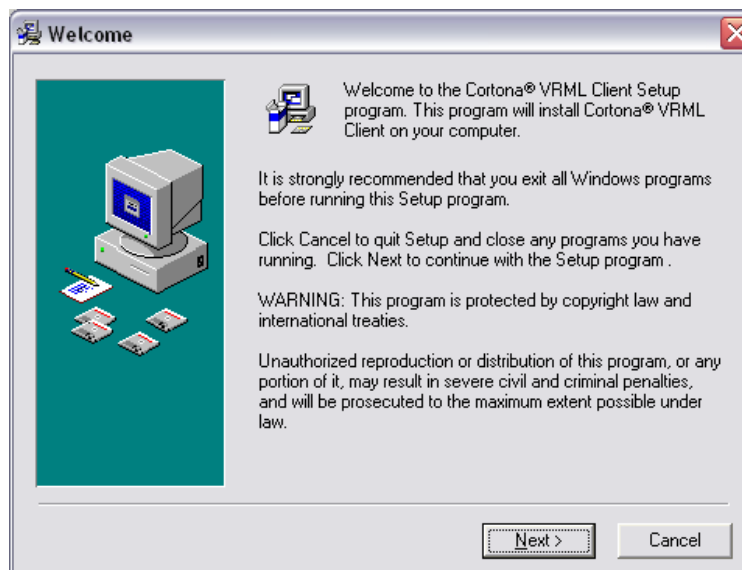 Welcome
Welcome to the Cortona® VRML Client Setup
program. This program will install Cortona® VRML
Client on your computer.
It is strongly recommended that you exit all Windows programs
before running this Setup program.
Click Cancel to quit Setup and close any programs you have
running.  Click Next to continue with the Setup program .
WARNING: This program is protected by copyright law and
international treaties.
Unauthorized reproduction or distribution of this program, or any
portion of it, may result in severe civil and criminal penalties,
and will be prosecuted to the maximum extent possible under
law.
Next >
Cancel